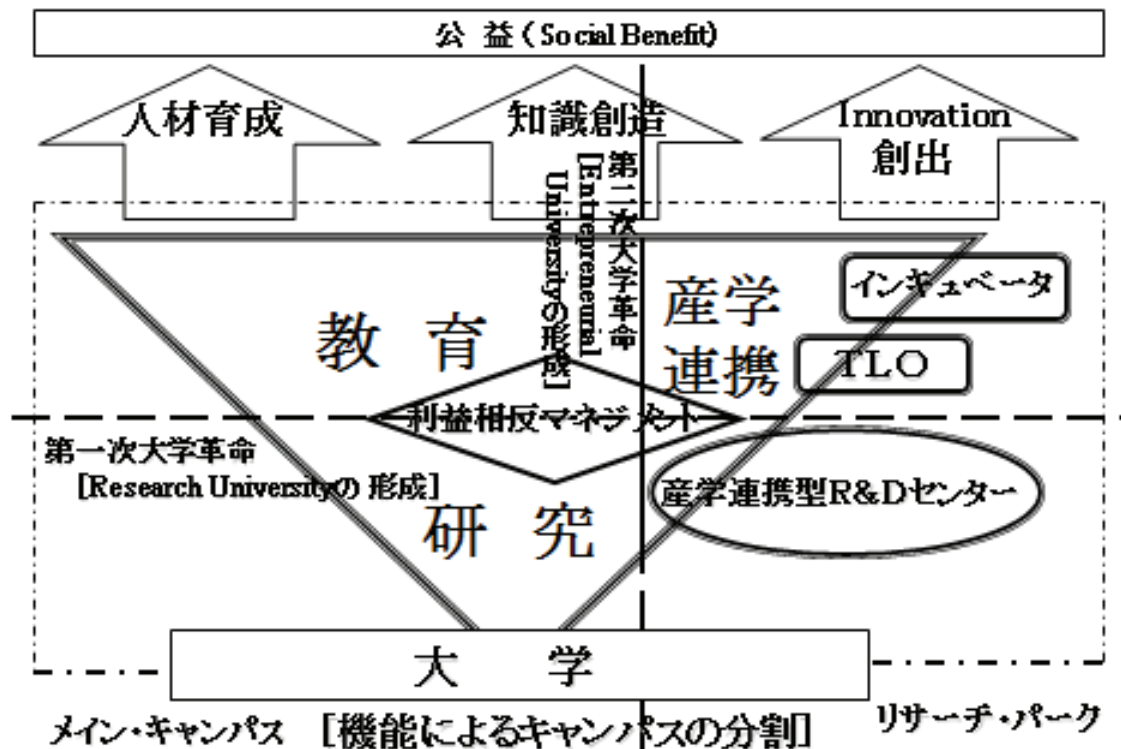 公 益 ( Social Benefit)
人材育成
知識創造
Innovation
創出
第二次大学革命
[Entrepreneurial
Universityの形成]
教 育
産学
連携
インキュベータ
TLO
利益相反マネジメント
第一次大学革命
[Research Universityの 形成]
産学連携型R&Dセンター
研 究
大 学
メイン・キャンパス
[機能によるキャンパスの分割]
リサーチ・パーク